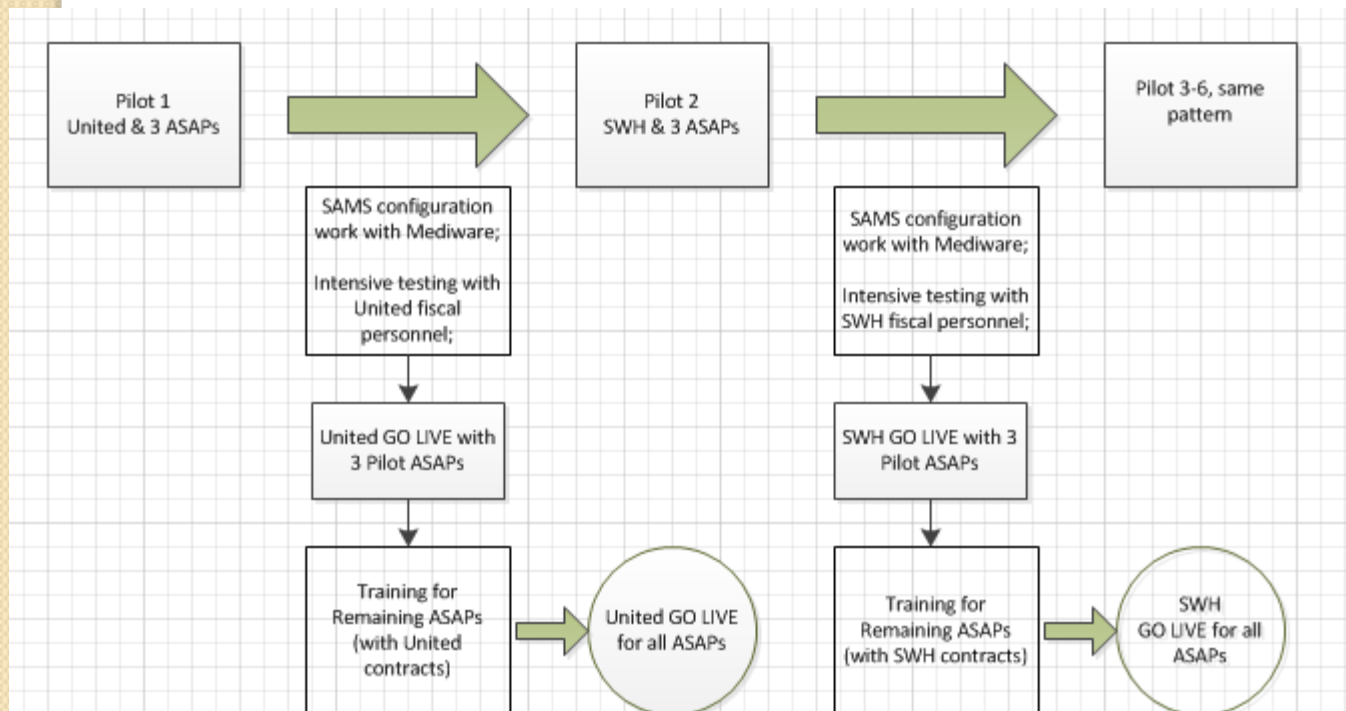 Pilot 1
United & 3 ASAPs
Pilot 2
SWH & 3 ASAPs
Pilot 3-6, same
pattern
SAMS configuration
work with Mediware;
Intensive testing with
United fiscal
personnel;
SAMS configuration
work with Mediware;
Intensive testing with
SWH fiscal personnel;
United GO LIVE with
3 Pilot ASAPs
SWH GO LIVE with 3
Pilot ASAPs
Training for
Remaining ASAPs
(with United
contracts)
United GO LIVE
for all ASAPs
Training for
Remaining ASAPs
(with SWH contracts)
SWH
GO LIVE for all
ASAPs